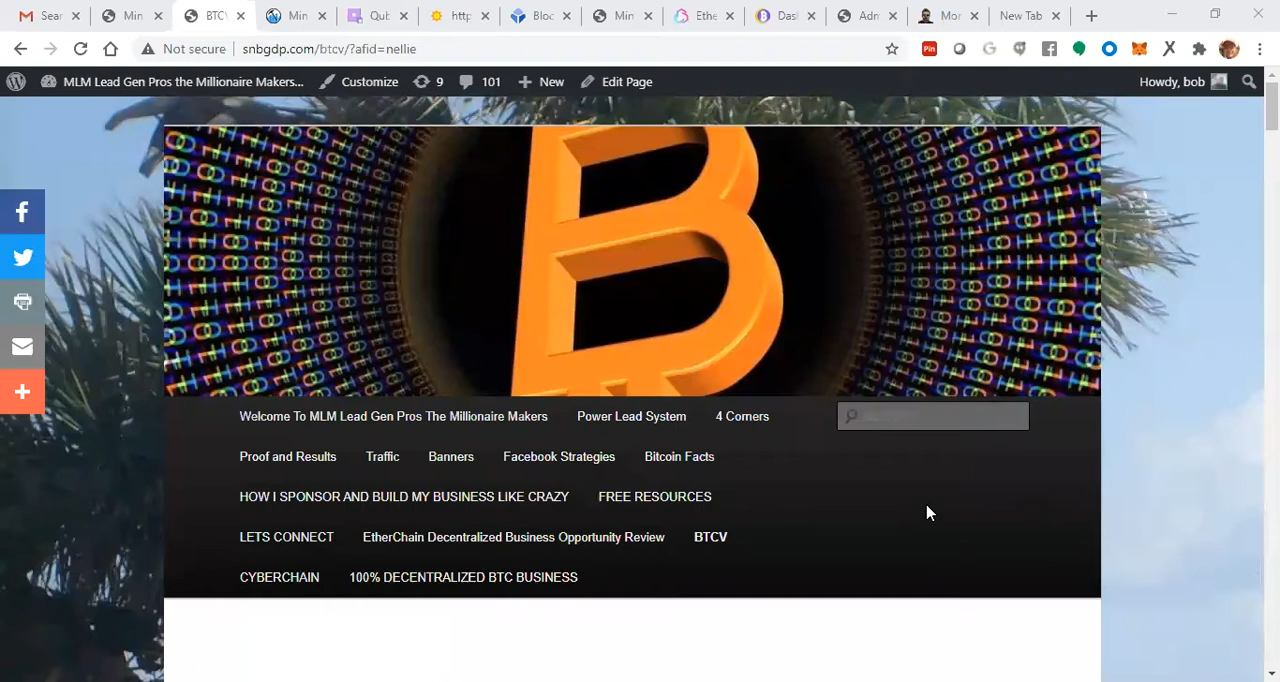 Sear Min BTCV Min Qub http Bloc Min Ethe Dash Adm Mor New Tab
Not secure snbgdp.com/btcv/?afid=nellie
MLM Lead Gen Pros the Millionaire Makers... Customize 9 101 New Edit Page Howdy, bob
Welcome To MLM Lead Gen Pros The Millionaire Makers Power Lead System 4 Corners
Proof and Results Traffic Banners Facebook Strategies Bitcoin Facts
HOW I SPONSOR AND BUILD MY BUSINESS LIKE CRAZY FREE RESOURCES
LETS CONNECT EtherChain Decentralized Business Opportunity Review BTCV
CYBERCHAIN 100% DECENTRALIZED BTC BUSINESS